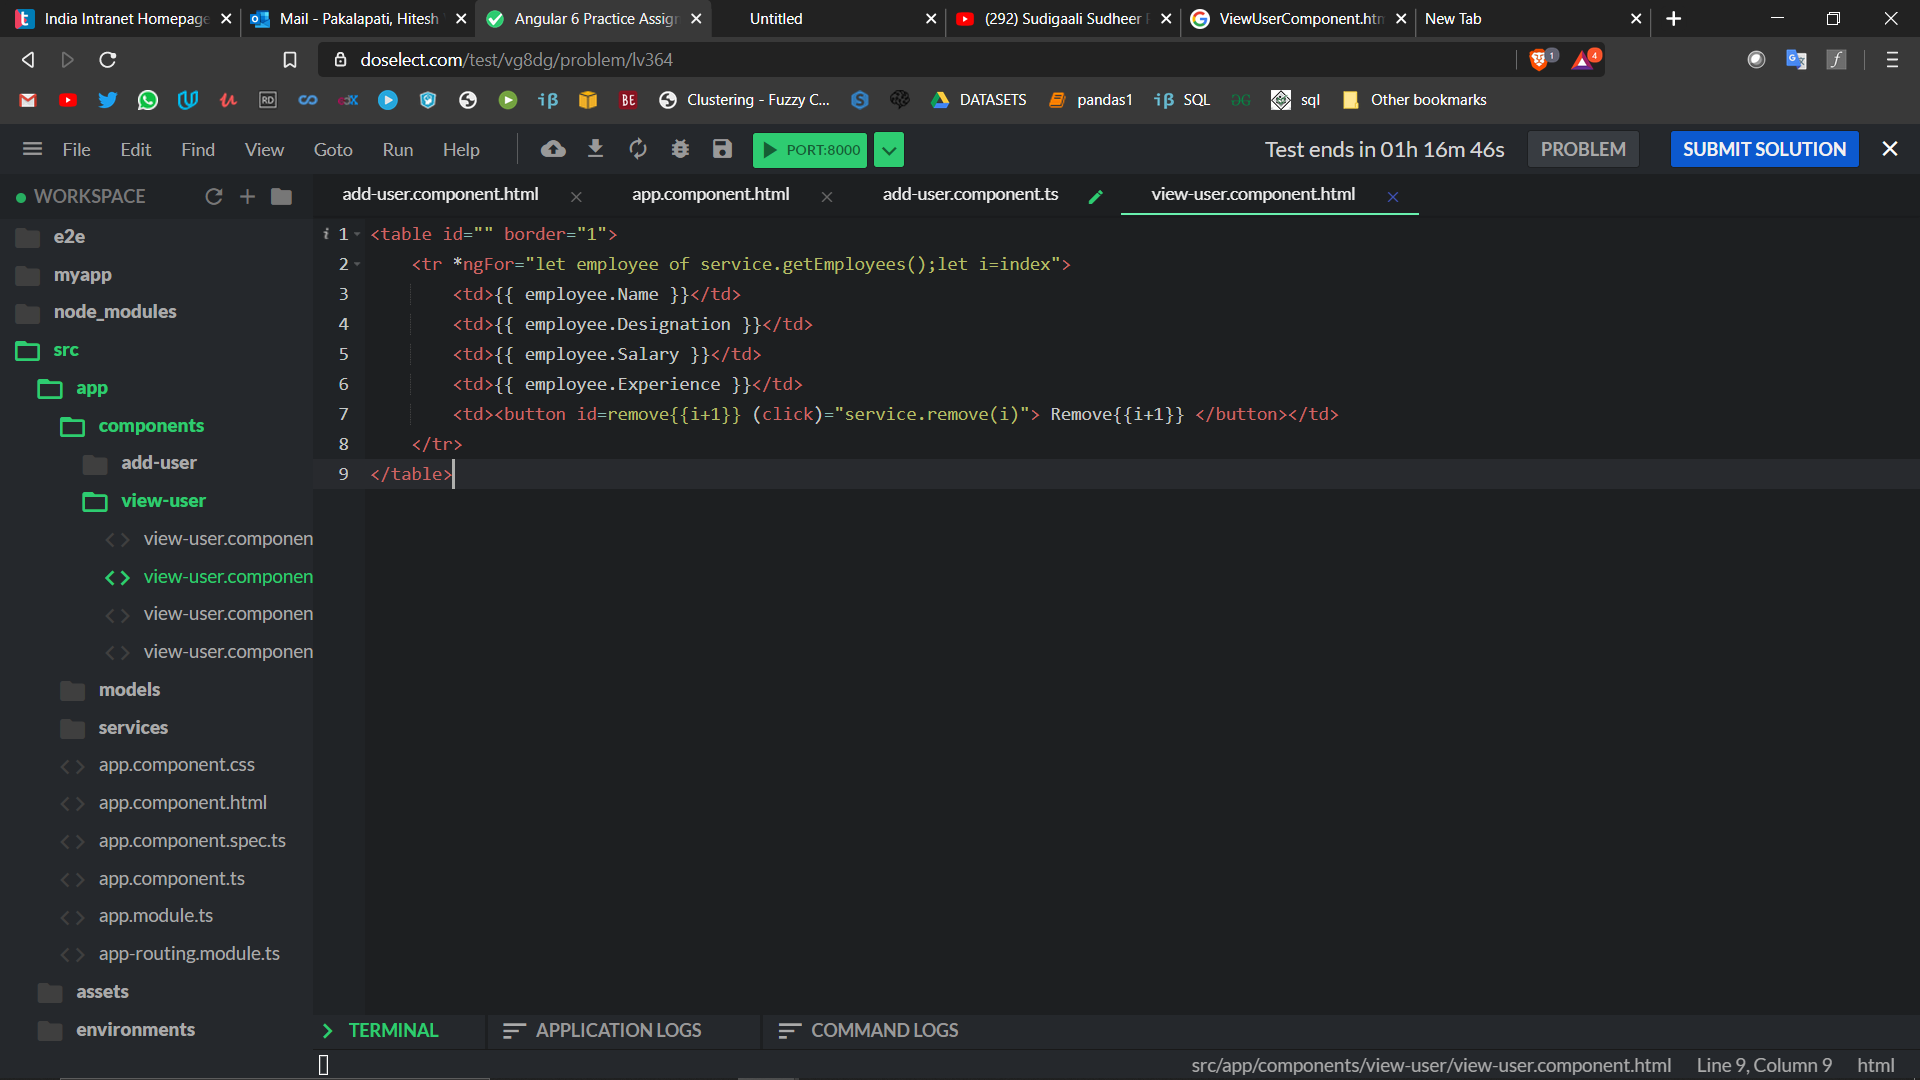 India Intranet Homepage
Mail - Pakalapati, Hitesh
Angular 6 Practice Assign
Untitled
(292) Sudigaali Sudheer
ViewUserComponent.htm
New Tab
doselect.com/test/vg8dg/problem/lv364
1
4
RD
iβ
BE
Clustering - Fuzzy C...
DATASETS
pandas1
iβ SQL
sql
Other bookmarks
File Edit Find View Goto Run Help
PORT:8000
Test ends in 01h 16m 46s
PROBLEM
SUBMIT SOLUTION
WORKSPACE
add-user.component.html
app.component.html
add-user.component.ts
view-user.component.html
e2e
myapp
node_modules
src
app
components
add-user
view-user
view-user.componen
view-user.componen
view-user.componen
view-user.componen
models
services
app.component.css
app.component.html
app.component.spec.ts
app.component.ts
app.module.ts
app-routing.module.ts
assets
environments
i 1 <table id="" border="1">
2 <tr *ngFor="let employee of service.getEmployees();let i=index">
3 <td>{{ employee.Name }}</td>
4 <td>{{ employee.Designation }}</td>
5 <td>{{ employee.Salary }}</td>
6 <td>{{ employee.Experience }}</td>
7 <td><button id=remove{{i+1}} (click)="service.remove(i)"> Remove{{i+1}} </button></td>
8 </tr>
9 </table>
TERMINAL
APPLICATION LOGS
COMMAND LOGS
src/app/components/view-user/view-user.component.html
Line 9, Column 9
html